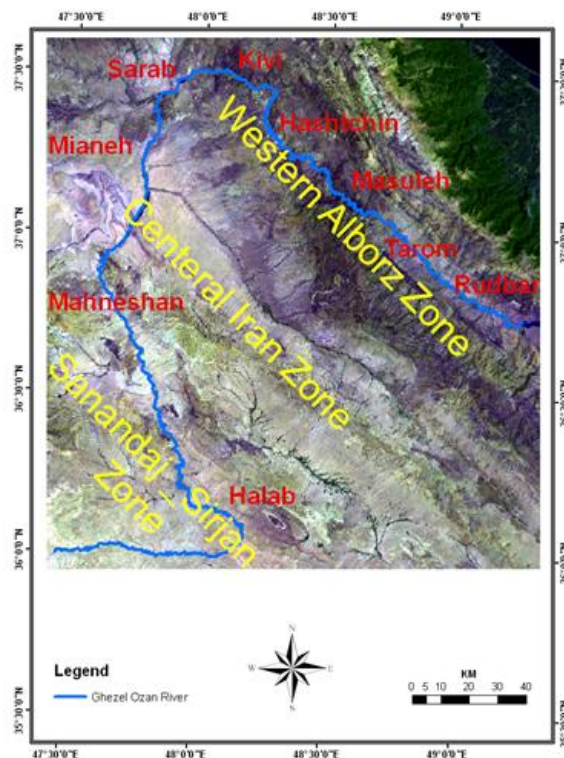 47°30'0"E 48°0'0"E 48°30'0"E 49°0'0"E
37°30'0"N
37°0'0"N
36°30'0"N
36°0'0"N
35°30'0"N
Kivi
Sarab
Hashtchin
Mianeh
Masuleh
Western Alborz Zone
Tarom
Central Iran Zone
Rudbar
Mahneshan
Sanandaj - Sirjan
Zone
Halab
N
W E
S
Legend
Ghezel Ozan River
KM
0 5 10 20 30 40
47°30'0"E 48°0'0"E 48°30'0"E 49°0'0"E